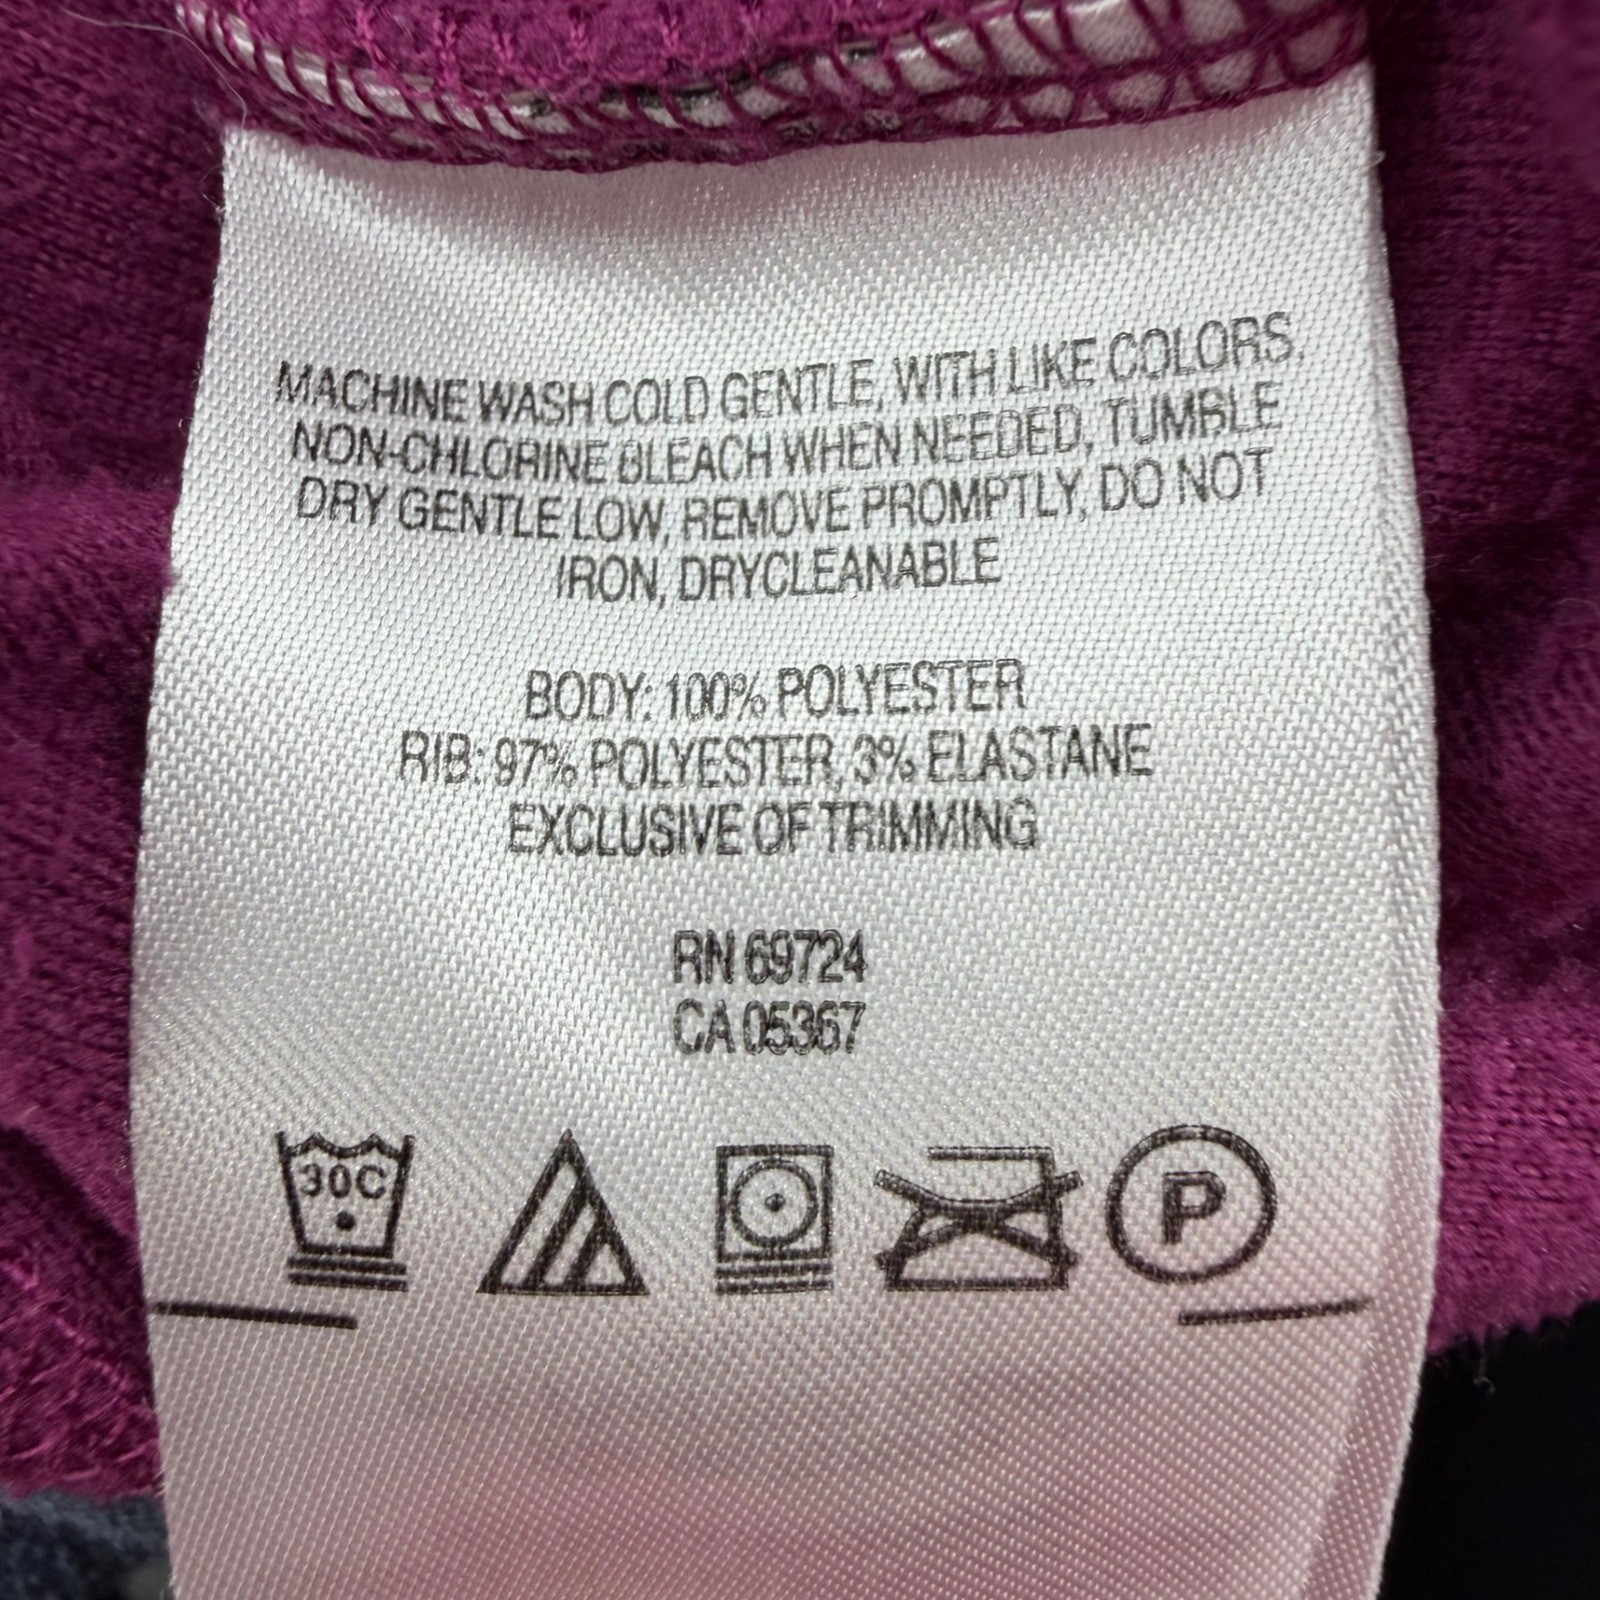 MACHINE WASH COLD GENTLE, WITH LIKE COLORS.
NON-CHLORINE BLEACH WHEN NEEDED, TUMBLE
DRY GENTLE LOW, REMOVE PROMPTLY, DO NOT
IRON, DRYCLEANABLE
BODY: 100% POLYESTER
RIB: 97% POLYESTER, 3% ELASTANE
EXCLUSIVE OF TRIMMING
RN 69724
CA 05367
30C P